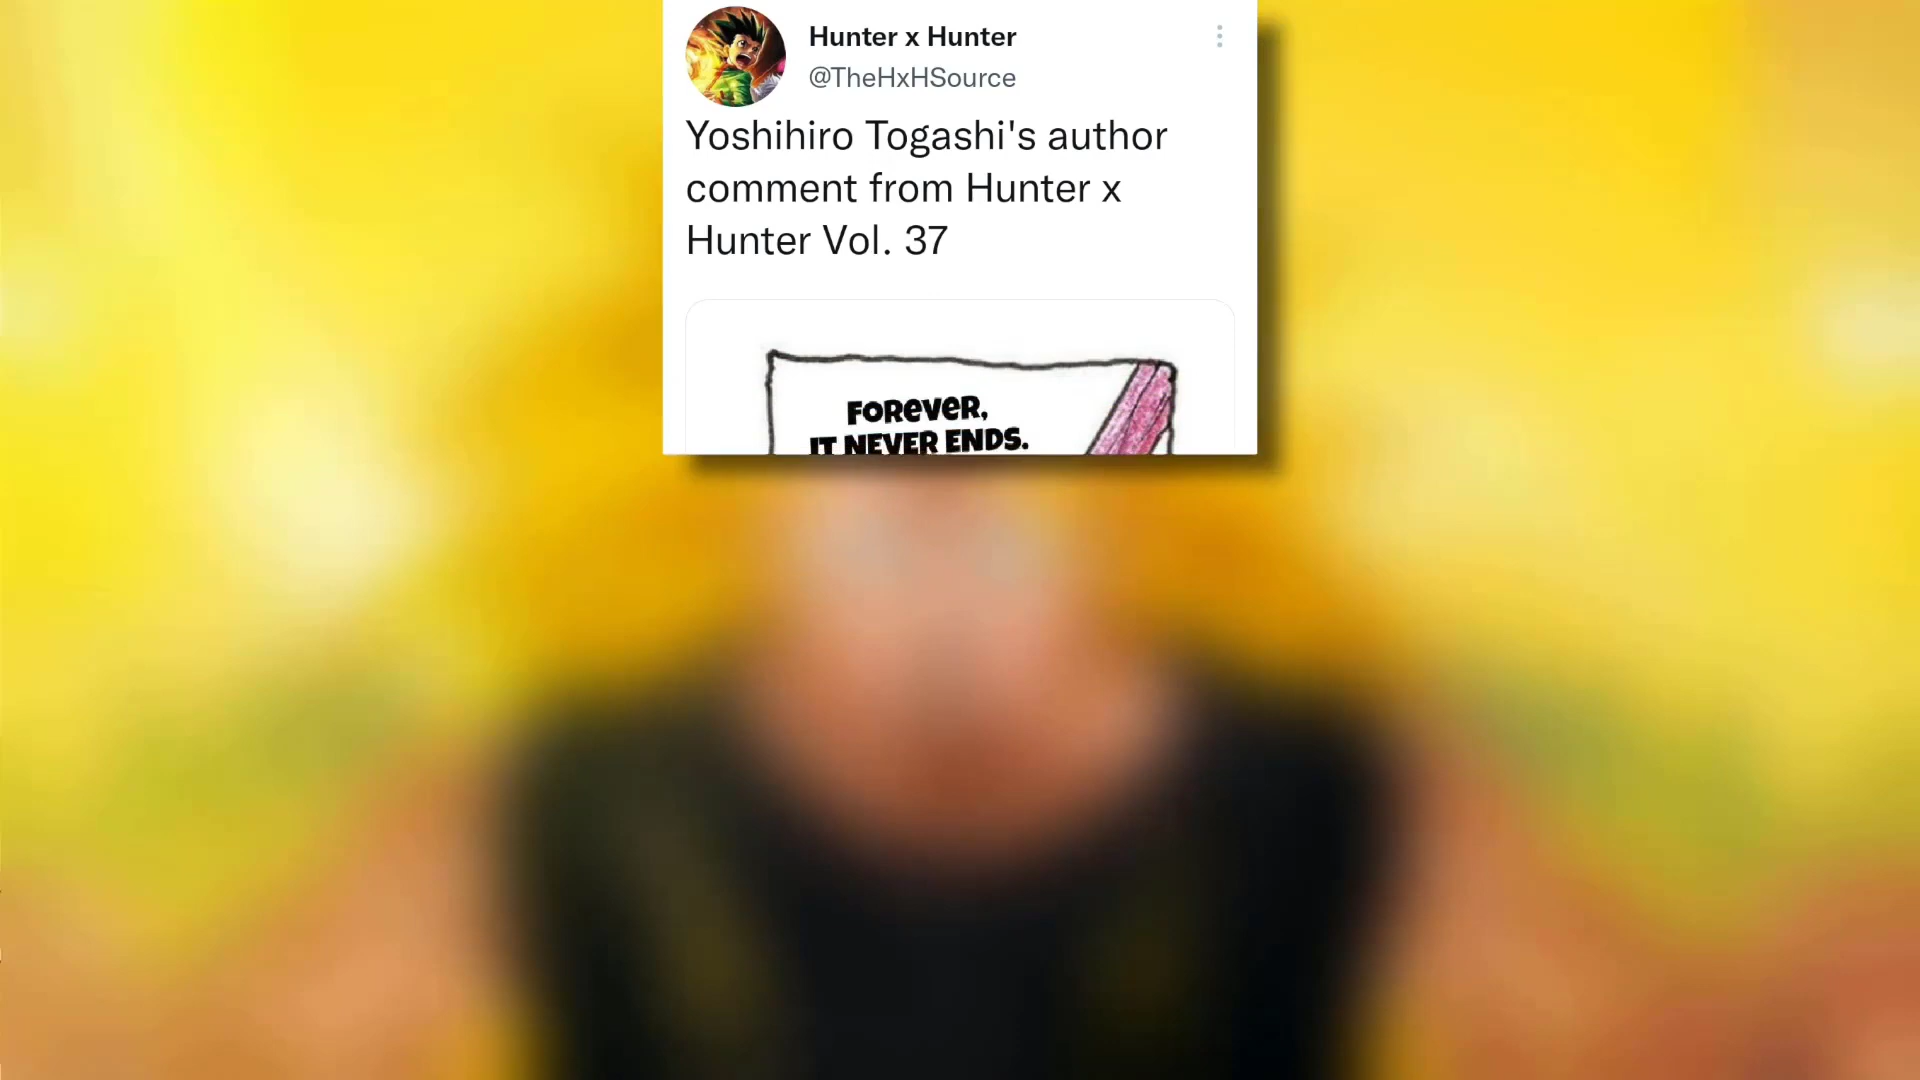 Hunter x Hunter
@TheHxHSource
Yoshihiro Togashi's author
comment from Hunter x
Hunter Vol. 37
FOREVER,
IT NEVER ENDS.